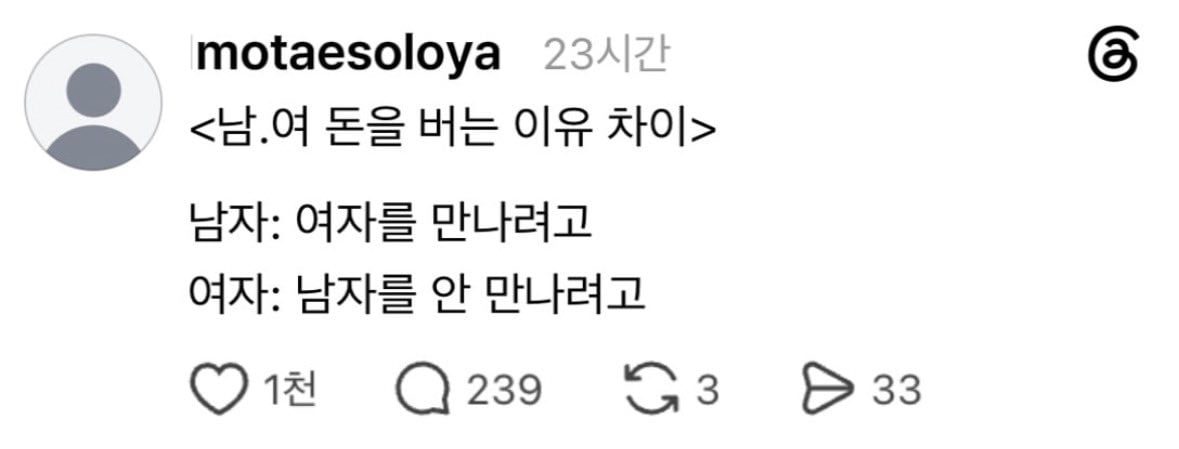 motaesoloya 23시간
<남.여 돈을 버는 이유 차이>
남자: 여자를 만나려고
여자: 남자를 안 만나려고
1천 239 3 33